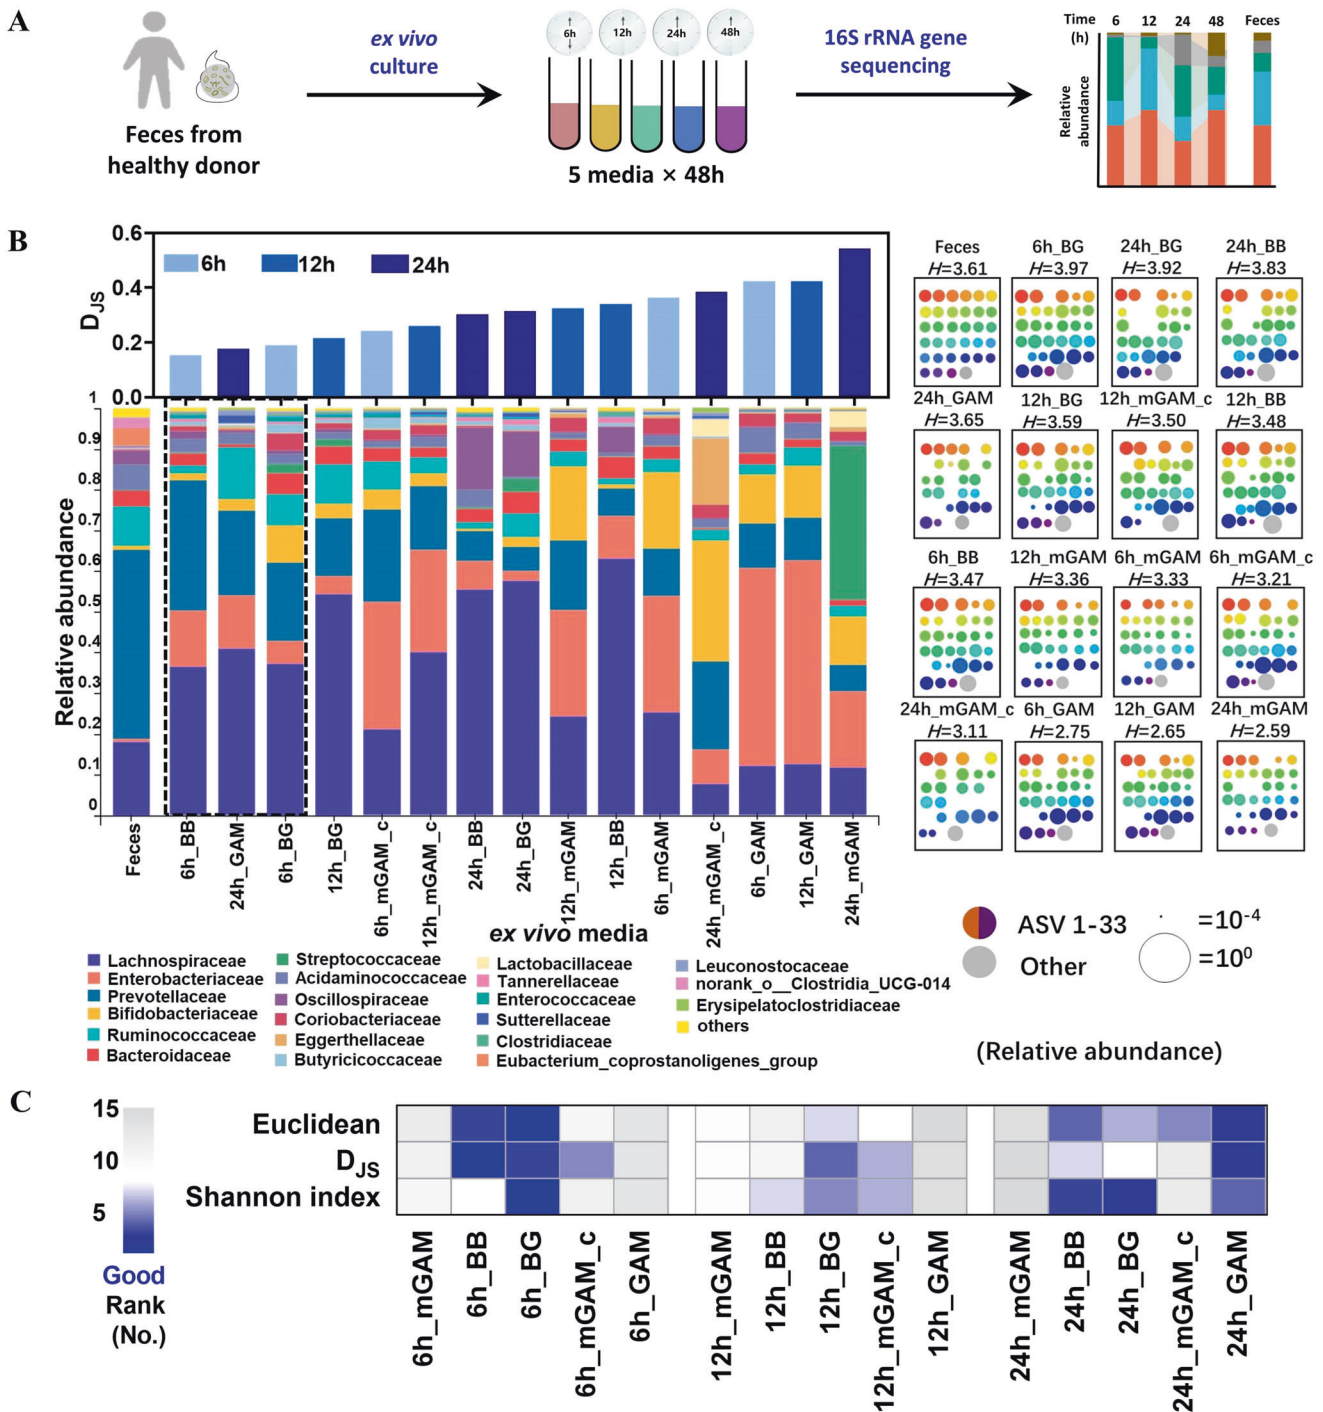 A
Feces from
healthy donor
ex vivo
culture
6h
12h
24h
48h
5 media × 48h
16S rRNA gene
sequencing
Time
(h)
6
12
24
48
Feces
Relative
abundance
B
0.6
0.4
0.2
0.0
DJS
6h
12h
24h
1
0.9
0.8
0.7
0.6
0.5
0.4
0.3
0.2
0.1
0
Relative abundance
Feces
6h_BB
24h_GAM
6h_BG
12h_BG
6h_mGAM_c
12h_mGAM_c
24h_BB
24h_BG
12h_mGAM
12h_BB
6h_mGAM
24h_mGAM_c
6h_GAM
12h_GAM
24h_mGAM
ex vivo media
Lachnospiraceae
Enterobacteriaceae
Prevotellaceae
Bifidobacteriaceae
Ruminococcaceae
Bacteroidaceae
Streptococcaceae
Acidaminococcaceae
Oscillospiraceae
Coriobacteriaceae
Eggerthellaceae
Butyricicoccaceae
Lactobacillaceae
Tannerellaceae
Enterococcaceae
Sutterellaceae
Clostridiaceae
Eubacterium_coprostanoligenes_group
Leuconostocaceae
norank_o__Clostridia_UCG-014
Erysipelatoclostridiaceae
others
Feces
H=3.61
6h_BG
H=3.97
24h_BG
H=3.92
24h_BB
H=3.83
24h_GAM
H=3.65
12h_BG
H=3.59
12h_mGAM_c
H=3.50
12h_BB
H=3.48
6h_BB
H=3.47
12h_mGAM
H=3.36
6h_mGAM
H=3.33
6h_mGAM_c
H=3.21
24h_mGAM_c
H=3.11
6h_GAM
H=2.75
12h_GAM
H=2.65
24h_mGAM
H=2.59
ASV 1-33
Other
=10-4
=100
(Relative abundance)
C
15
10
5
Good
Rank
(No.)
Euclidean
DJS
Shannon index
6h_mGAM
6h_BB
6h_BG
6h_mGAM_c
6h_GAM
12h_mGAM
12h_BB
12h_BG
12h_mGAM_c
12h_GAM
24h_mGAM
24h_BB
24h_BG
24h_mGAM_c
24h_GAM